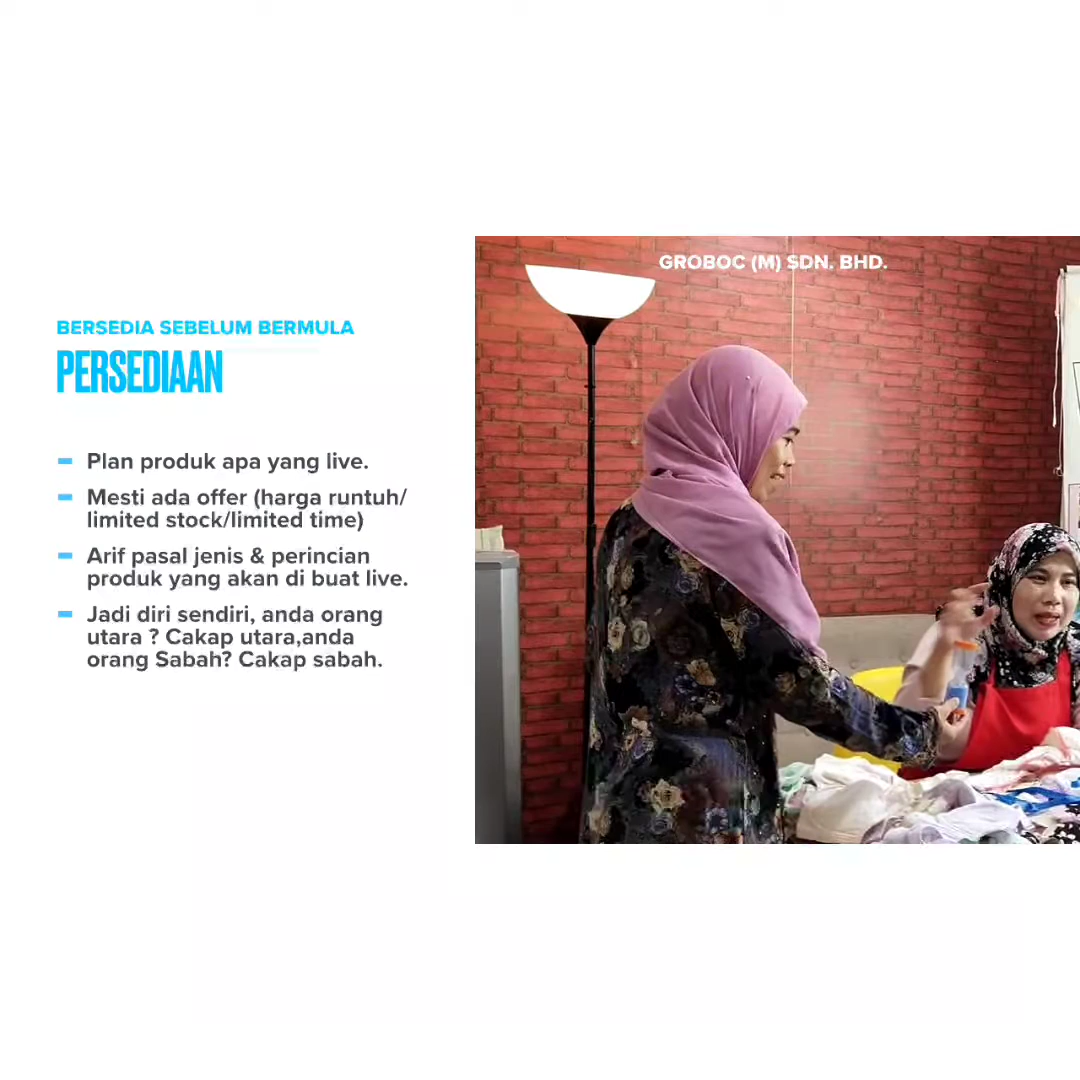 GROBOC (M) SDN. BHD.
BERSEDIA SEBELUM BERMULA
PERSEDIAAN
- Plan produk apa yang live.
- Mesti ada offer (harga runtuh/
limited stock/limited time)
- Arif pasal jenis & perincian
produk yang akan di buat live.
- Jadi diri sendiri, anda orang
utara ? Cakap utara,anda
orang Sabah? Cakap sabah.